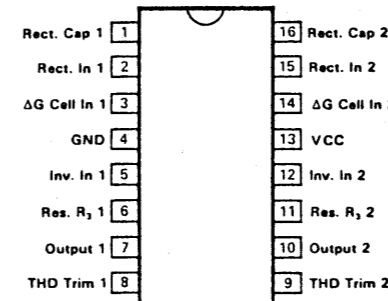 Rect. Cap 1 1 16 Rect. Cap 2
Rect. In 1 2 15 Rect. In 2
ΔG Cell In 1 3 14 ΔG Cell In
GND 4 13 VCC
Inv. In 1 5 12 Inv. In 2
Res. R₃ 1 6 11 Res. R₃ 2
Output 1 7 10 Output 2
THD Trim 1 8 9 THD Trim 2